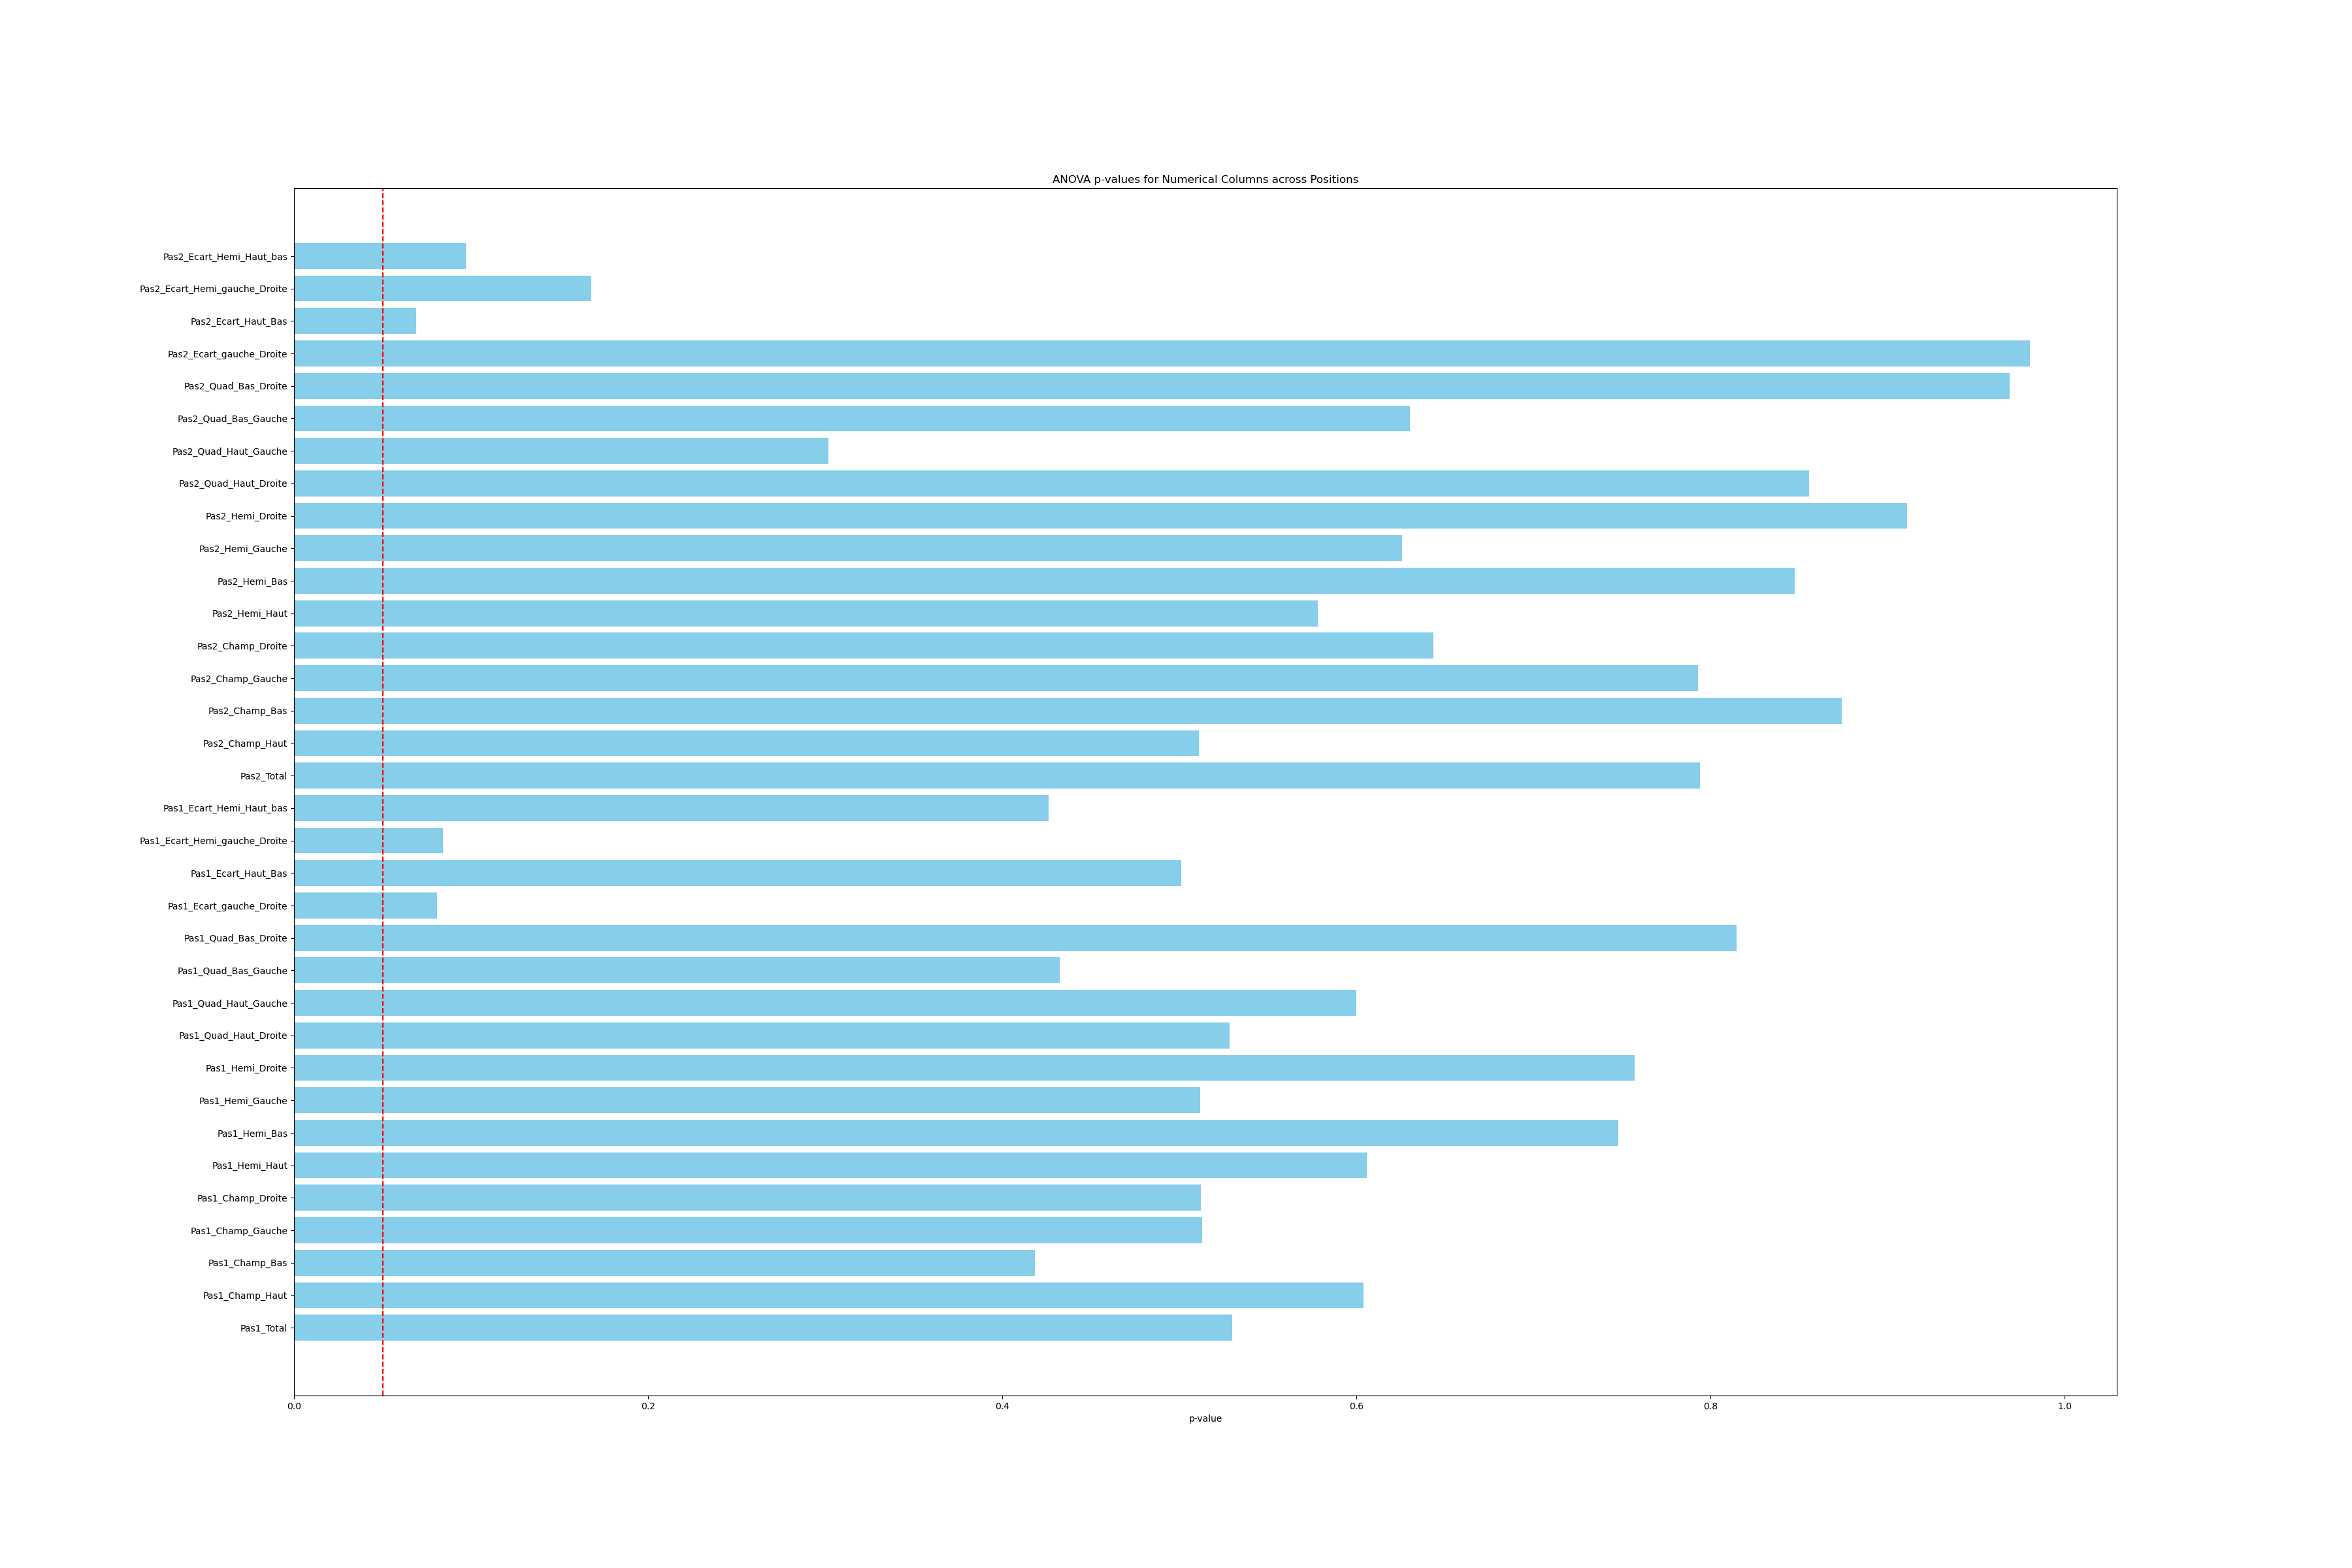 ANOVA p-values for Numerical Columns across Positions
Pas2_Ecart_Hemi_Haut_bas
Pas2_Ecart_Hemi_gauche_Droite
Pas2_Ecart_Haut_Bas
Pas2_Ecart_gauche_Droite
Pas2_Quad_Bas_Droite
Pas2_Quad_Bas_Gauche
Pas2_Quad_Haut_Gauche
Pas2_Quad_Haut_Droite
Pas2_Hemi_Droite
Pas2_Hemi_Gauche
Pas2_Hemi_Bas
Pas2_Hemi_Haut
Pas2_Champ_Droite
Pas2_Champ_Gauche
Pas2_Champ_Bas
Pas2_Champ_Haut
Pas2_Total
Pas1_Ecart_Hemi_Haut_bas
Pas1_Ecart_Hemi_gauche_Droite
Pas1_Ecart_Haut_Bas
Pas1_Ecart_gauche_Droite
Pas1_Quad_Bas_Droite
Pas1_Quad_Bas_Gauche
Pas1_Quad_Haut_Gauche
Pas1_Quad_Haut_Droite
Pas1_Hemi_Droite
Pas1_Hemi_Gauche
Pas1_Hemi_Bas
Pas1_Hemi_Haut
Pas1_Champ_Droite
Pas1_Champ_Gauche
Pas1_Champ_Bas
Pas1_Champ_Haut
Pas1_Total
0.0 0.2 0.4 0.6 0.8 1.0
p-value